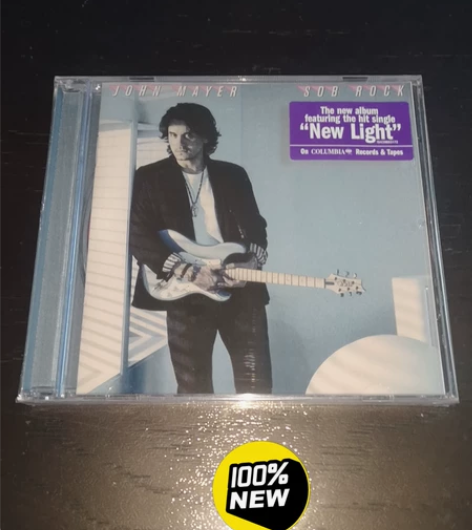 JOHN MAYER SOB ROCK
The new album
featuring the hit single
"New Light"
On COLUMBIA Records & Tapes
100%
NEW